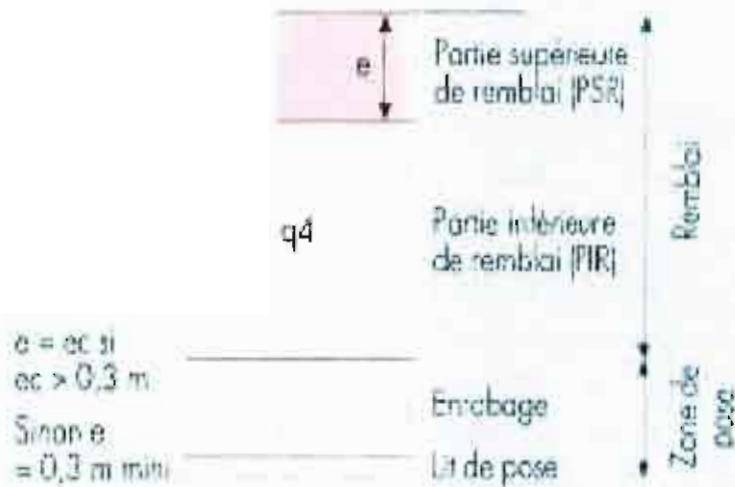 e
Partie supérieure
de remblai (PSR)
q4
Partie inférieure
de remblai (PIR)
Remblai
e = ec si
ec > 0,3 m
Sinon e
= 0,3 m mini
Enrobage
Lit de pose
Zone de
pose